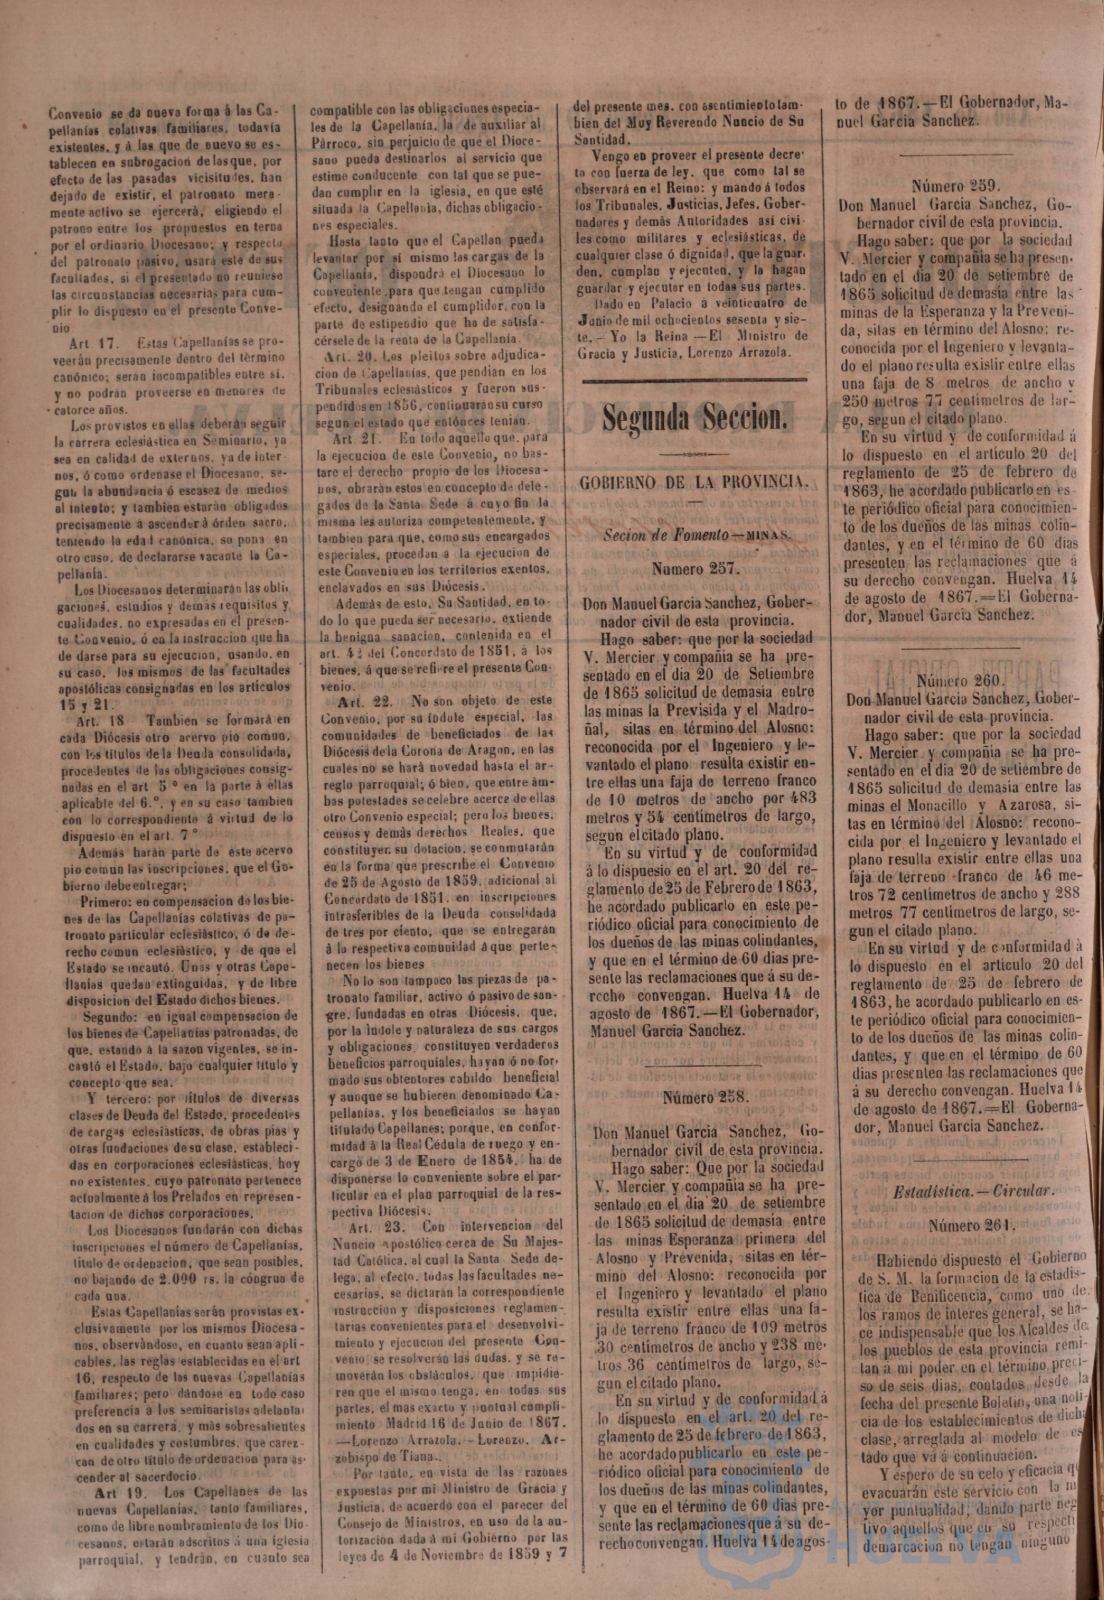 Convenio se da nueva forma á las Ca-
pellanías colativas familiares, todavía
existentes, y á las que de nuevo se es-
tablecen en subrogacion de las que, por
efecto de las pasadas vicisitudes, han
dejado de existir, el patronato mera-
mente activo se ejercerá, eligiendo el
patrono entre los propuestos en terna
por el ordinario Diocesano; y respecto
del patronato pasivo, usará este de sus
facultades, si el presentado no reuniese
las circunstancias necesarias para cum-
plir lo dispuesto en el presente Conve-
nio
Art. 17. Estas Capellanías se pro-
veerán precisamente dentro del término
canónico; serán incompatibles entre sí,
y no podrán proveerse en menores de
catorce años.
Los provistos en ellas deberán seguir
la carrera eclesiástica en Seminario, ya
sea en calidad de externos, ya de inter-
nos, ó como ordenase el Diocesano, se-
gun la abundancia ó escasez de medios
al intento; y tambien estarán obligados
precisamente á ascender á órden sacro,
teniendo la edad canónica, so pena en
otro caso, de declararse vacante la Ca-
pellanía.
Los Diocesanos determinarán las obli
gaciones, estudios y demás requisitos y
cualidades, no expresadas en el presen-
te Convenio, ó en la instruccion que ha
de darse para su ejecucion, usando, en
su caso, los mismos de las facultades
apostólicas consignadas en los artículos
15 y 21.
Art. 18 Tambien se formará en
cada Diócesis otro acervo pio comun,
con los títulos de la Deuda consolidada,
procedentes de las obligaciones consig-
nadas en el art 5.º en la parte á ellas
aplicable del 6.º, y en su caso tambien
con lo correspondiente á virtud de lo
dispuesto en el art. 7º
Además harán parte de este acervo
pio comun las inscripciones, que el Go-
bierno debe entregar;
Primero: en compensacion de los bie-
nes de las Capellanías colativas de pa-
tronato particular eclesiástico, ó de de-
recho comun eclesiástico, y de que el
Estado se incautó. Unas y otras Cape-
llanías quedan extinguidas, y de libre
disposicion del Estado dichos bienes.
Segundo: en igual compensacion de
los bienes de Capellanías patronadas, de
que, estando á la sazon vigentes, se in-
cautó el Estado, bajo cualquier título y
concepto que sea.
Y tercero: por títulos de diversas
clases de Deuda del Estado, procedentes
de cargas eclesiásticas, de obras pias y
otras fundaciones de su clase, estableci-
das en corporaciones eclesiásticas, hoy
no existentes, cuyo patronato pertenece
actualmente á los Prelados en represen-
tacion de dichas corporaciones.
Los Diocesanos fundarán con dichas
inscripciones el número de Capellanías,
título de ordenacion, que sean posibles,
no bajando de 2.000 rs. la cóngrua de
cada una.
Estas Capellanías serán provistas ex-
clusivamente por los mismos Diocesa-
nos, observándose, en cuanto sean apli-
cables, las reglas establecidas en el art
16, respecto de las nuevas Capellanías
familiares; pero dándose en todo caso
preferencia á los seminaristas adelanta-
dos en su carrera, y más sobresalientes
en cualidades y costumbres, que carez-
can de otro título de ordenacion para as-
cender al sacerdocio.
Art 19. Los Capellanes de las
nuevas Capellanías, tanto familiares,
como de libre nombramiento de los Dio-
cesanos, estarán adscritos á una iglesia
parroquial, y tendrán, en cuanto sea
compatible con las obligaciones especia-
les de la Capellanía, la de auxiliar al
Párroco, sin perjuicio de que el Dioce-
sano pueda destinarlos al servicio que
estime conducente con tal que se pue-
dan cumplir en la iglesia, en que esté
situada la Capellanía, dichas obligacio-
nes especiales.
Hasta tanto que el Capellan pueda
levantar por sí mismo las cargas de la
Capellanía, dispondrá el Diocesano lo
conveniente para que tengan cumplido
efecto, designando el cumplidor, con la
parte de estipendio que ha de satisfa-
cérsele de la renta de la Capellanía.
Art. 20. Los pleitos sobre adjudica-
cion de Capellanías, que pendian en los
Tribunales eclesiásticos y fueron sus-
pendidos en 1856, continuarán su curso
segun el estado que entónces tenian.
Art 21. En todo aquello que, para
la ejecucion de este Convenio, no bas-
tare el derecho propio de los Diocesa-
nos, obrarán estos en concepto de dele-
gados de la Santa Sede á cuyo fin la
misma les autoriza competentemente, y
tambien para que, como sus encargados
especiales, procedan á la ejecucion de
este Convenio en los territorios exentos,
enclavados en sus Diócesis.
Además de esto, Su Santidad, en to-
do lo que pueda ser necesario, extiende
la benigna sanacion, contenida en el
art. 42 del Concordato de 1851, á los
bienes, á que se refiere el presente Con-
venio.
Art. 22. No son objeto de este
Convenio, por su índole especial, las
comunidades de beneficiados de las
Diócesis de la Corona de Aragon, en las
cuales no se hará novedad hasta el ar-
reglo parroquial; ó bien, que entre ám-
bas potestades se celebre acerce de ellas
otro Convenio especial; pero los bienes,
censos y demás derechos Reales, que
constituyen su dotacion, se conmutarán
en la forma que prescribe el Convenio
de 25 de Agosto de 1859, adicional al
Concordato de 1851, en inscripciones
intrasferibles de la Deuda consolidada
de tres por ciento, que se entregarán
á la respectiva comunidad á que perte-
necen los bienes
No lo son tampoco las piezas de pa-
tronato familiar, activo ó pasivo de san-
gre, fundadas en otras Diócesis, que,
por la índole y naturaleza de sus cargos
y obligaciones, constituyen verdaderos
beneficios parroquiales, hayan ó no for-
mado sus obtentores cabildo beneficial
y aunque se hubieren denominado Ca-
pellanías, y los beneficiados se hayan
titulado Capellanes; porque, en confor-
midad á la Real Cédula de ruego y en-
cargo de 3 de Enero de 1854, ha de
disponerse lo conveniente sobre el par-
ticular en el plan parroquial de la res-
pectiva Diócesis.
Art. 23. Con intervencion del
Nuncio apostólico cerca de Su Majes-
tad Católica, al cual la Santa Sede de-
lega, al efecto, todas las facultades ne-
cesarias, se dictarán la correspondiente
instruccion y disposiciones reglamen-
tarias convenientes para el desenvolvi-
miento y ejecucion del presente Con-
venio se resolverán las dudas, y se re-
moverán los obstáculos, que impidie-
ren que el mismo tenga, en todas sus
partes, el mas exacto y puntual cumpli-
miento Madrid 16 de Junio de 1867.
—Lorenzo Arrazola.—Lorenzo, Ar-
zobispo de Tiana.
Por tanto, en vista de las razones
expuestas por mi Ministro de Gracia y
Justicia, de acuerdo con el parecer del
Consejo de Ministros, en uso de la au-
torizacion dada á mi Gobierno por las
leyes de 4 de Noviembre de 1859 y 7
del presente mes, con asentimiento tam-
bien del Muy Reverendo Nuncio de Su
Santidad,
Vengo en proveer el presente decre-
to con fuerza de ley, que como tal se
observará en el Reino: y mando á todos
los Tribunales, Justicias, Jefes, Gober-
nadores y demás Autoridades así civi-
les como militares y eclesiásticas, de
cualquier clase ó dignidad, que la guar-
den, cumplan y ejecuten, y la hagan
guardar y ejecutar en todas sus partes.
Dado en Palacio á veinticuatro de
Junio de mil ochocientos sesenta y sie-
te.—Yo la Reina—El Ministro de
Gracia y Justicia, Lorenzo Arrazola.
Segunda Seccion.
GOBIERNO DE LA PROVINCIA.
Secion de Fomento—MINAS.
Número 257.
Don Manuel Garcia Sanchez, Gober-
nador civil de esta provincia.
Hago saber: que por la sociedad
V. Mercier y compañía se ha pre-
sentado en el dia 20 de Setiembre
de 1865 solicitud de demasía entre
las minas la Previsida y el Madro-
ñal, sitas en término del Alosno:
reconocida por el Ingeniero y le-
vantado el plano resulta existir en-
tre ellas una faja de terreno franco
de 10 metros de ancho por 483
metros y 54 centímetros de largo,
segun el citado plano.
En su virtud y de conformidad
á lo dispuesio en el art. 20 del re-
glamento de 25 de Febrero de 1863,
he acordado publicarlo en este pe-
riódico oficial para conocimiento de
los dueños de las minas colindantes,
y que en el término de 60 dias pre-
sente las reclamaciones que á su de-
recho convengan. Huelva 14 de
agosto de 1867.—El Gobernador,
Manuel Garcia Sanchez.
Número 258.
Don Manuel Garcia Sanchez, Go-
bernador civil de esta provincia.
Hago saber: Que por la sociedad
V. Mercier y compañía se ha pre-
sentado en el dia 20 de setiembre
de 1865 solicitud de demasía entre
las minas Esperanza primera del
Alosno y Prevenida, sitas en tér-
mino del Alosno: reconocida por
el Ingeniero y levantado el plano
resulta existir entre ellas una fa-
ja de terreno franco de 109 metros
30 centímetros de ancho y 238 me-
tros 36 centímetros de largo, se-
gun el citado plano.
En su virtud y de conformidad á
lo dispuesto en el art. 20 del re-
glamento de 25 de febrero de 1863,
he acordado publicarlo en este pe-
riódico oficial para conocimiento de
los dueños de las minas colindantes,
y que en el término de 60 dias pre-
sente las reclamaciones que á su de-
recho convengan. Huelva 14 de agos-
to de 1867.—El Gobernador, Ma-
nuel Garcia Sanchez.
Número 259.
Don Manuel Garcia Sanchez, Go-
bernador civil de esta provincia.
Hago saber: que por la sociedad
V. Mercier y compañía se ha presen-
tado en el dia 20 de setiembre de
1865 solicitud de demasía entre las
minas de la Esperanza y la Preveni-
da, sitas en término del Alosno: re-
conocida por el Ingeniero y levanta-
do el plano resulta exislir entre ellas
una faja de 8 metros de ancho y
250 metros 77 centímetros de lar-
go, segun el citado plano.
En su virtud y de conformidad á
lo dispuesto en el articulo 20 del
reglamento de 25 de febrero de
1863, he acordado publicarlo en es-
te periódico oficial para conocimien-
to de los dueños de las minas colin-
dantes, y en el término de 60 dias
presenten las reclamaciones que á
su derecho convengan. Huelva 14
de agosto de 1867.=El Goberna-
dor, Manuel Garcia Sanchez.
Número 260.
Don Manuel Garcia Sanchez, Gober-
nador civil de esta provincia.
Hago saber: que por la sociedad
V. Mercier y compañía se ha pre-
sentado en el dia 20 de setiembre de
1865 solicitud de demasía entre las
minas el Monacillo y Azarosa, si-
tas en término del Alosno: recono-
cida por el Ingeniero y levantado el
plano resulta existir entre ellas una
faja de terreno franco de 46 me-
tros 72 centímetros de ancho y 288
metros 77 centímetros de largo, se-
gun el citado plano.
En su virtud y de conformidad á
lo dispuesto en el articulo 20 del
reglamento de 25 de febrero de
1863, he acordado publicarlo en es-
te periódico oficial para conocimien-
to de los dueños de las minas colin-
dantes, y que en el término de 60
dias presenten las reclamaciones que
á su derecho convengan. Huelva 14
de agosto de 1867.=El Goberna-
dor, Manuel Garcia Sanchez.
Estadística.—Circular.
Número 261.
Habiendo dispuesto el Gobierno
de S. M. la formacion de la estadis-
tica de Benificencia, como uno de
los ramos de interes general, se ha-
ce indispensable que los Alcaldes de
los pueblos de esta provincia remi-
tan á mi poder en el término preci-
so de seis dias, contados desde la
fecha del presente Boletin, una noti-
cia de los establecimientos de dicha
clase, arreglada al modelo de es-
tado que vá á continuacion.
Y espero de su celo y eficacia q
evacuarán este servicio con la m
yor puntualidad, dando parte neg
tivo aquellos que en su respecti
demarcacion no tengan ninguno
HUELVA